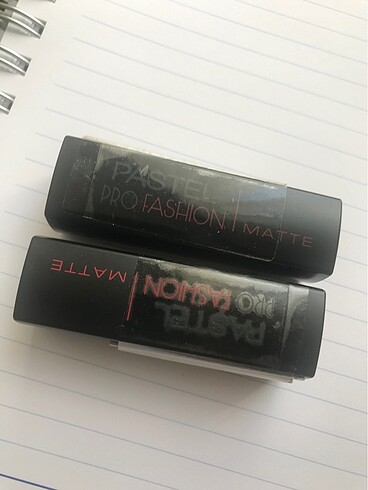 PASTEL
PRO FASHION | MATTE
PASTEL
PRO
FASHION | MATTE